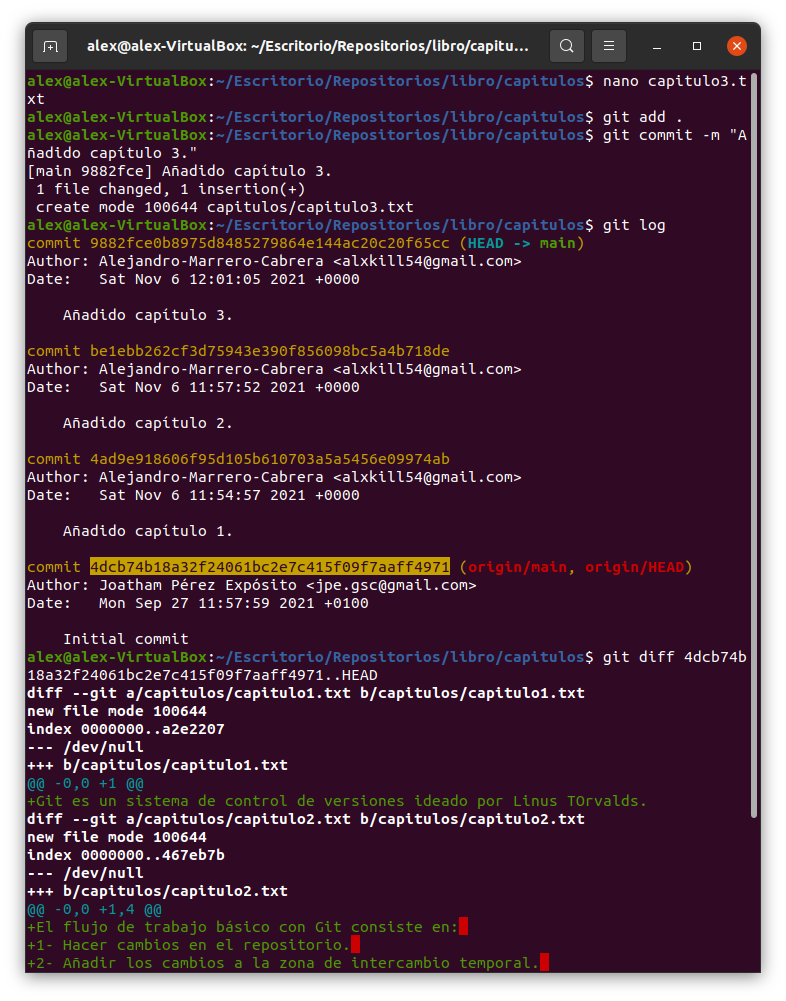 alex@alex-VirtualBox: ~/Escritorio/Repositorios/libro/capitu...
alex@alex-VirtualBox:~/Escritorio/Repositorios/libro/capitulos$ nano capitulo3.t
xt
alex@alex-VirtualBox:~/Escritorio/Repositorios/libro/capitulos$ git add .
alex@alex-VirtualBox:~/Escritorio/Repositorios/libro/capitulos$ git commit -m "A
ñadido capítulo 3."
[main 9882fce] Añadido capítulo 3.
 1 file changed, 1 insertion(+)
 create mode 100644 capitulos/capitulo3.txt
alex@alex-VirtualBox:~/Escritorio/Repositorios/libro/capitulos$ git log
commit 9882fce0b8975d8485279864e144ac20c20f65cc (HEAD -> main)
Author: Alejandro-Marrero-Cabrera <alxkill54@gmail.com>
Date:   Sat Nov 6 12:01:05 2021 +0000
    Añadido capítulo 3.
commit be1ebb262cf3d75943e390f856098bc5a4b718de
Author: Alejandro-Marrero-Cabrera <alxkill54@gmail.com>
Date:   Sat Nov 6 11:57:52 2021 +0000
    Añadido capítulo 2.
commit 4ad9e918606f95d105b610703a5a5456e09974ab
Author: Alejandro-Marrero-Cabrera <alxkill54@gmail.com>
Date:   Sat Nov 6 11:54:57 2021 +0000
    Añadido capítulo 1.
commit 4dcb74b18a32f24061bc2e7c415f09f7aaff4971 (origin/main, origin/HEAD)
Author: Joatham Pérez Expósito <jpe.gsc@gmail.com>
Date:   Mon Sep 27 11:57:59 2021 +0100
    Initial commit
alex@alex-VirtualBox:~/Escritorio/Repositorios/libro/capitulos$ git diff 4dcb74b
18a32f24061bc2e7c415f09f7aaff4971..HEAD
diff --git a/capitulos/capitulo1.txt b/capitulos/capitulo1.txt
new file mode 100644
index 0000000..a2e2207
--- /dev/null
+++ b/capitulos/capitulo1.txt
@@ -0,0 +1 @@
+Git es un sistema de control de versiones ideado por Linus TOrvalds.
diff --git a/capitulos/capitulo2.txt b/capitulos/capitulo2.txt
new file mode 100644
index 0000000..467eb7b
--- /dev/null
+++ b/capitulos/capitulo2.txt
@@ -0,0 +1,4 @@
+El flujo de trabajo básico con Git consiste en:
+1- Hacer cambios en el repositorio.
+2- Añadir los cambios a la zona de intercambio temporal.